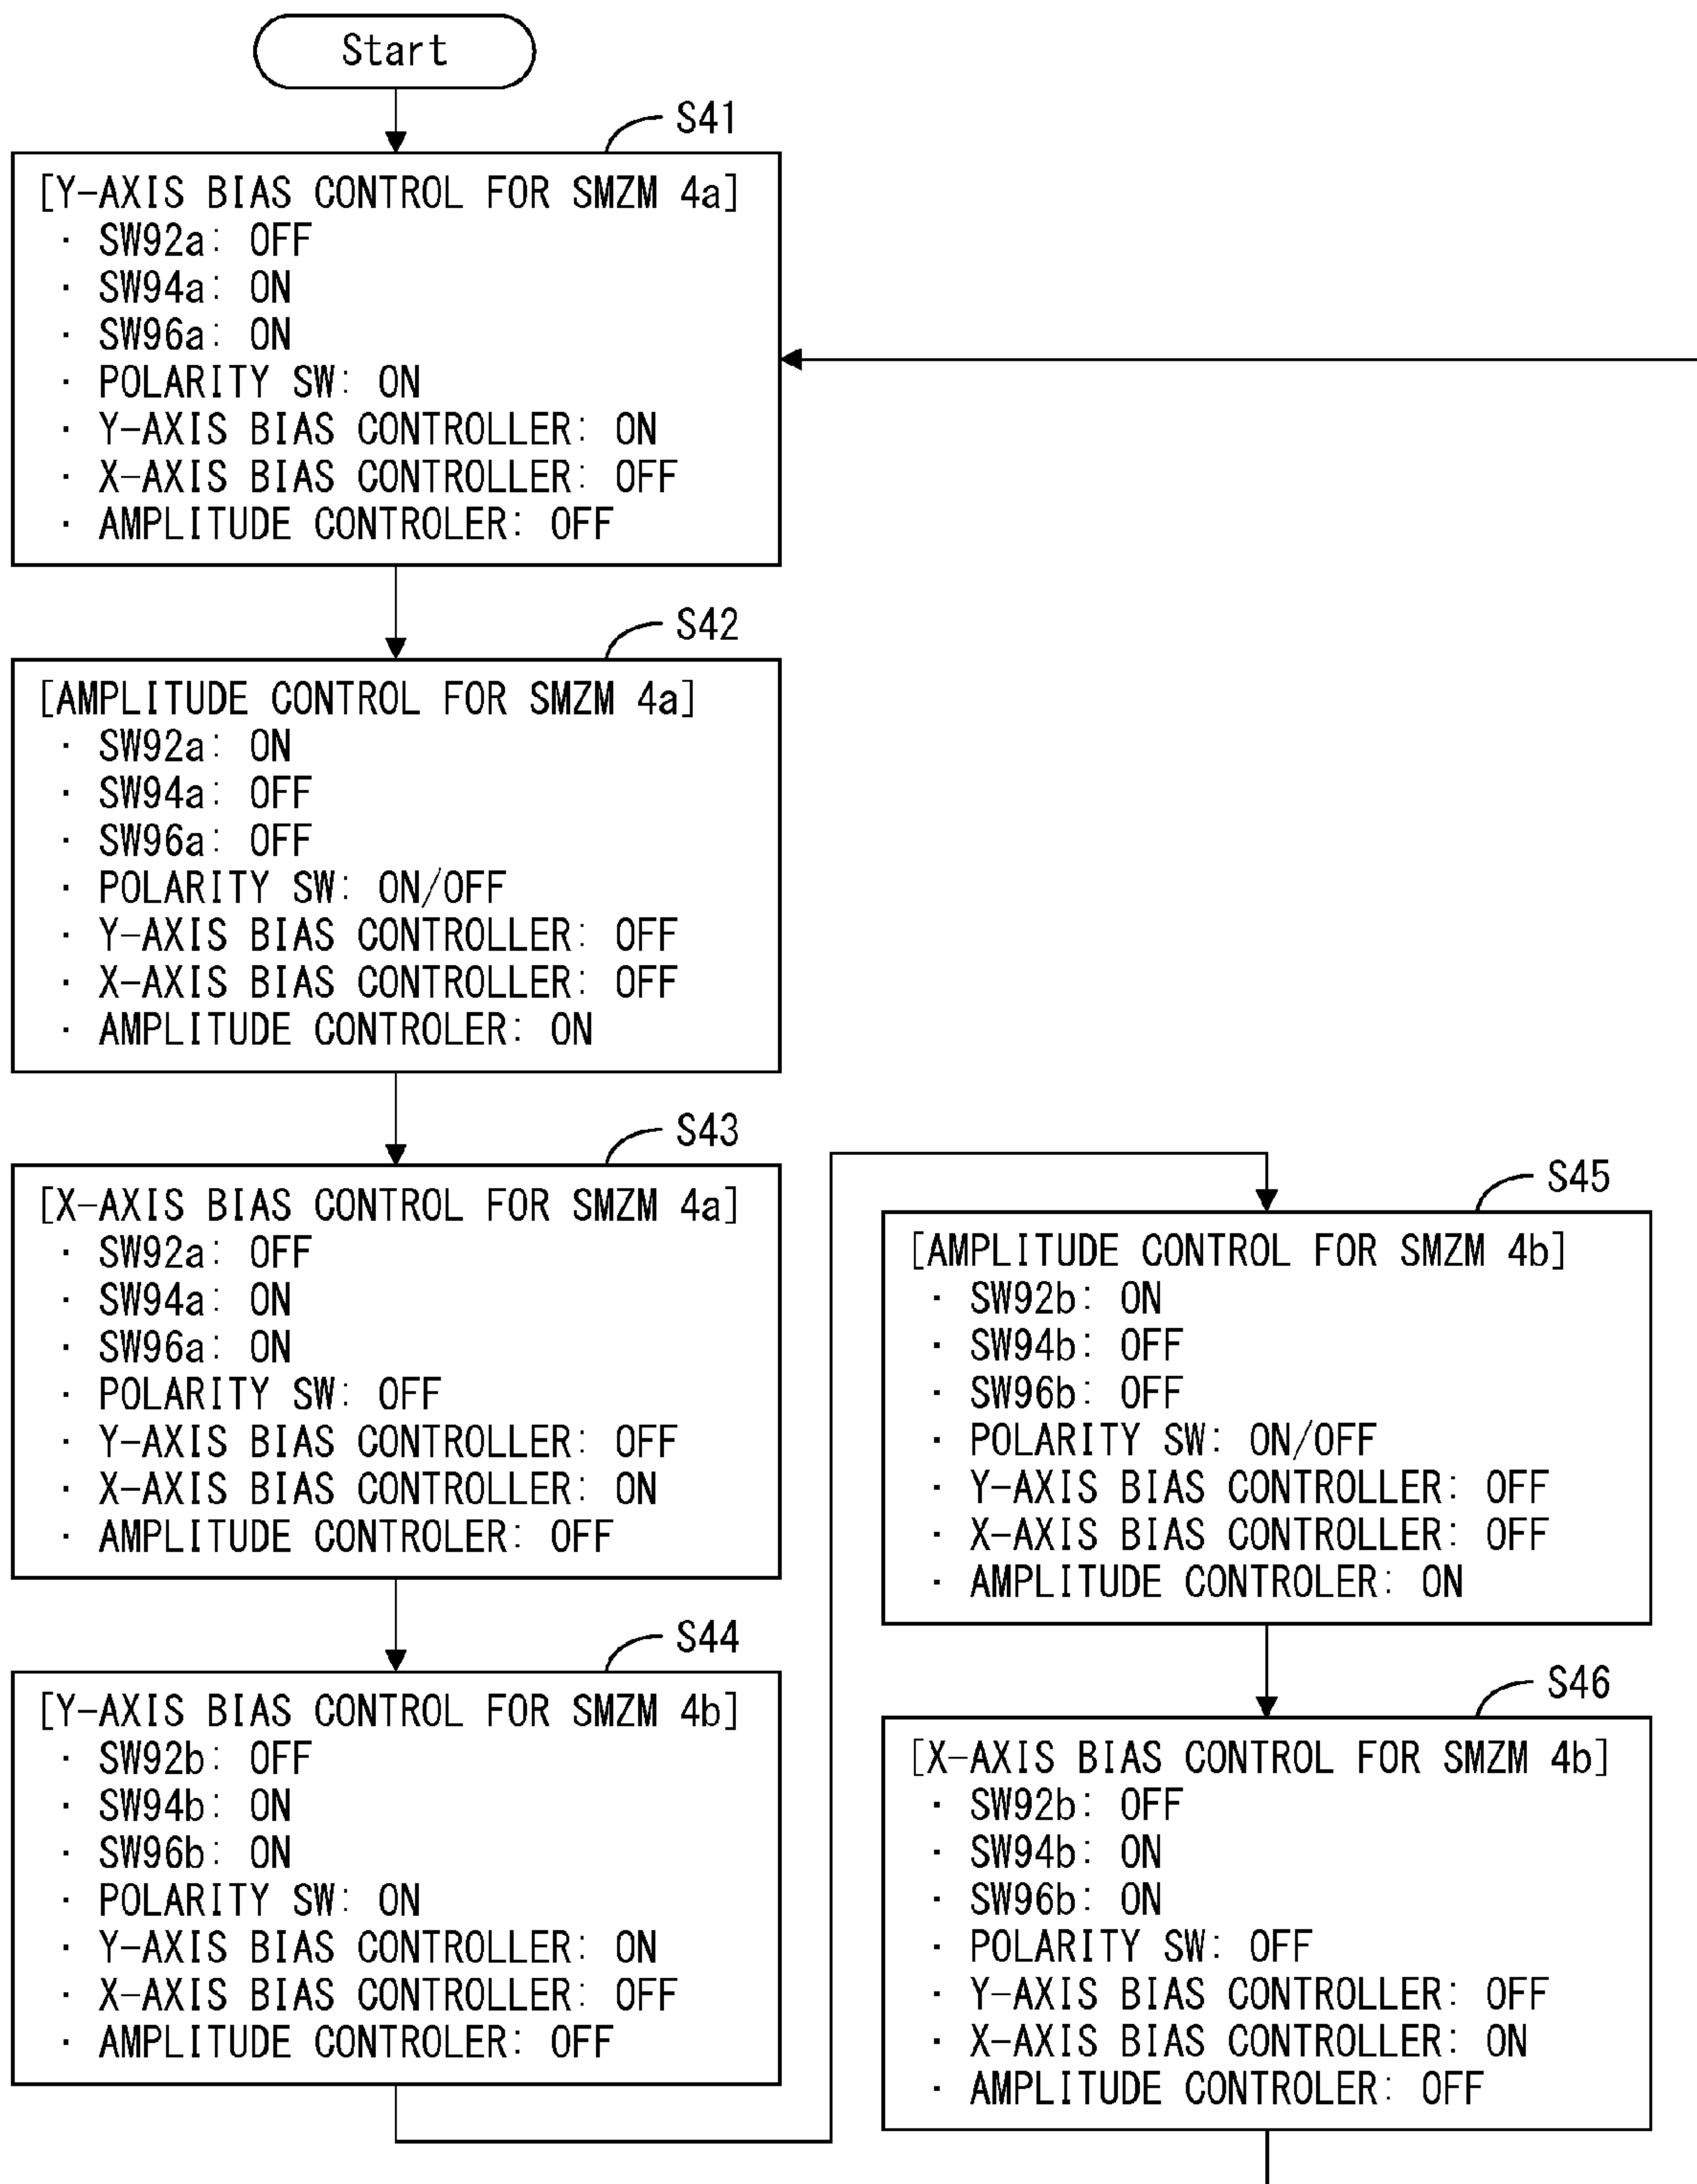 Start
S41
[Y-AXIS BIAS CONTROL FOR SMZM 4a]
· SW92a: OFF
· SW94a: ON
· SW96a: ON
· POLARITY SW: ON
· Y-AXIS BIAS CONTROLLER: ON
· X-AXIS BIAS CONTROLLER: OFF
· AMPLITUDE CONTROLER: OFF
S42
[AMPLITUDE CONTROL FOR SMZM 4a]
· SW92a: ON
· SW94a: OFF
· SW96a: OFF
· POLARITY SW: ON/OFF
· Y-AXIS BIAS CONTROLLER: OFF
· X-AXIS BIAS CONTROLLER: OFF
· AMPLITUDE CONTROLER: ON
S43
[X-AXIS BIAS CONTROL FOR SMZM 4a]
· SW92a: OFF
· SW94a: ON
· SW96a: ON
· POLARITY SW: OFF
· Y-AXIS BIAS CONTROLLER: OFF
· X-AXIS BIAS CONTROLLER: ON
· AMPLITUDE CONTROLER: OFF
S44
[Y-AXIS BIAS CONTROL FOR SMZM 4b]
· SW92b: OFF
· SW94b: ON
· SW96b: ON
· POLARITY SW: ON
· Y-AXIS BIAS CONTROLLER: ON
· X-AXIS BIAS CONTROLLER: OFF
· AMPLITUDE CONTROLER: OFF
S45
[AMPLITUDE CONTROL FOR SMZM 4b]
· SW92b: ON
· SW94b: OFF
· SW96b: OFF
· POLARITY SW: ON/OFF
· Y-AXIS BIAS CONTROLLER: OFF
· X-AXIS BIAS CONTROLLER: OFF
· AMPLITUDE CONTROLER: ON
S46
[X-AXIS BIAS CONTROL FOR SMZM 4b]
· SW92b: OFF
· SW94b: ON
· SW96b: ON
· POLARITY SW: OFF
· Y-AXIS BIAS CONTROLLER: OFF
· X-AXIS BIAS CONTROLLER: ON
· AMPLITUDE CONTROLER: OFF